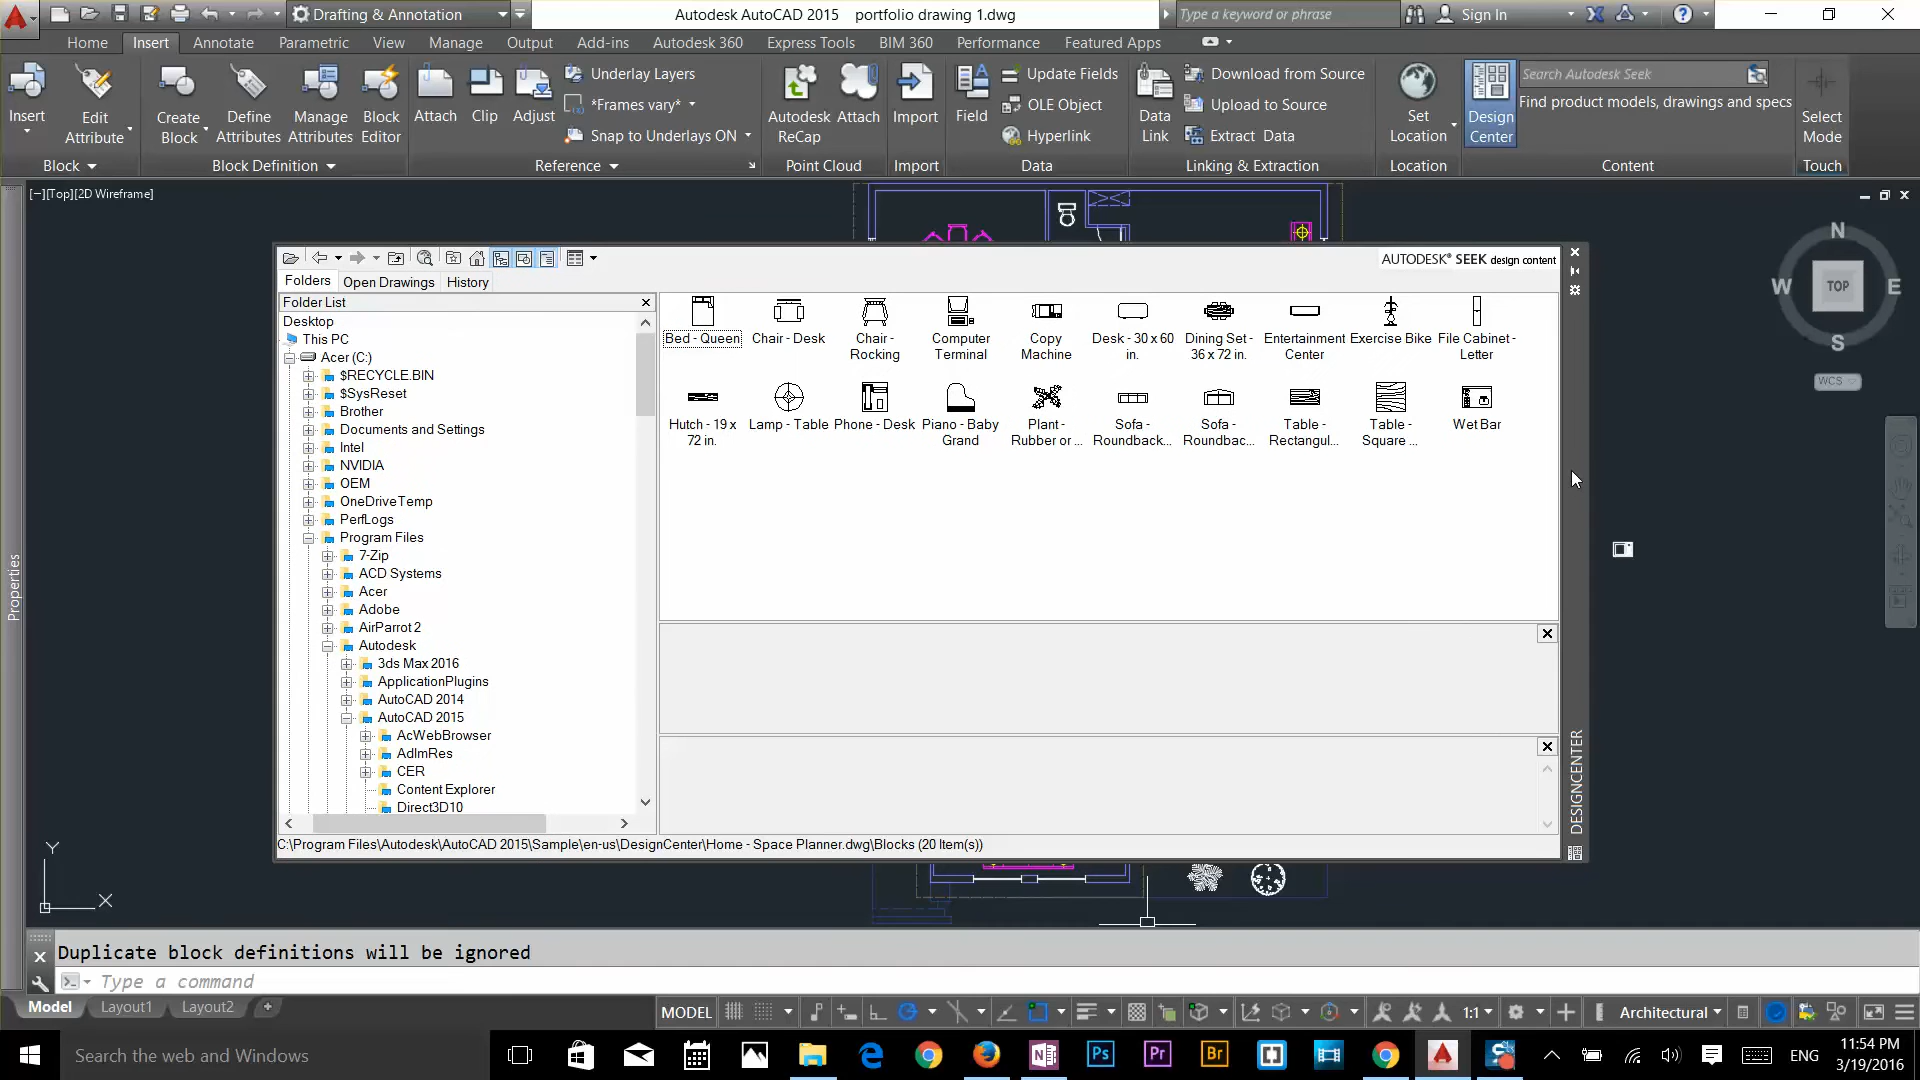 Drafting & Annotation
Autodesk AutoCAD 2015 portfolio drawing 1.dwg
Type a keyword or phrase
Sign In
Home Insert Annotate Parametric View Manage Output Add-ins Autodesk 360 Express Tools BIM 360 Performance Featured Apps
Insert
Edit
Attribute
Create
Block
Define
Attributes
Manage
Attributes
Block
Editor
Attach
Clip
Adjust
Underlay Layers
*Frames vary*
Snap to Underlays ON
Autodesk
ReCap
Attach
Import
Field
Update Fields
OLE Object
Hyperlink
Data
Link
Download from Source
Upload to Source
Extract Data
Set
Location
Design
Center
Search Autodesk Seek
Find product models, drawings and specs
Select
Mode
Block
Block Definition
Reference
Point Cloud
Import
Data
Linking & Extraction
Location
Content
Touch
[−][Top][2D Wireframe]
N
W
TOP
E
S
WCS
Properties
AUTODESK® SEEK design content
Folders
Open Drawings
History
Folder List
Desktop
This PC
Acer (C:)
$RECYCLE.BIN
$SysReset
Brother
Documents and Settings
Intel
NVIDIA
OEM
OneDriveTemp
PerfLogs
Program Files
7-Zip
ACD Systems
Acer
Adobe
AirParrot 2
Autodesk
3ds Max 2016
ApplicationPlugins
AutoCAD 2014
AutoCAD 2015
AcWebBrowser
AdlmRes
CER
Content Explorer
Direct3D10
Bed - Queen
Chair - Desk
Chair -
Rocking
Computer
Terminal
Copy
Machine
Desk - 30 x 60
in.
Dining Set -
36 x 72 in.
Entertainment
Center
Exercise Bike
File Cabinet -
Letter
Hutch - 19 x
72 in.
Lamp - Table
Phone - Desk
Piano - Baby
Grand
Plant -
Rubber or ...
Sofa -
Roundback...
Sofa -
Roundbac...
Table -
Rectangul...
Table -
Square ...
Wet Bar
DESIGNCENTER
C:\Program Files\Autodesk\AutoCAD 2015\Sample\en-us\DesignCenter\Home - Space Planner.dwg\Blocks (20 Item(s))
Y
X
Duplicate block definitions will be ignored
Type a command
Model
Layout1
Layout2
MODEL
1:1
Architectural
Search the web and Windows
Ps
Pr
Br
ENG
11:54 PM
3/19/2016